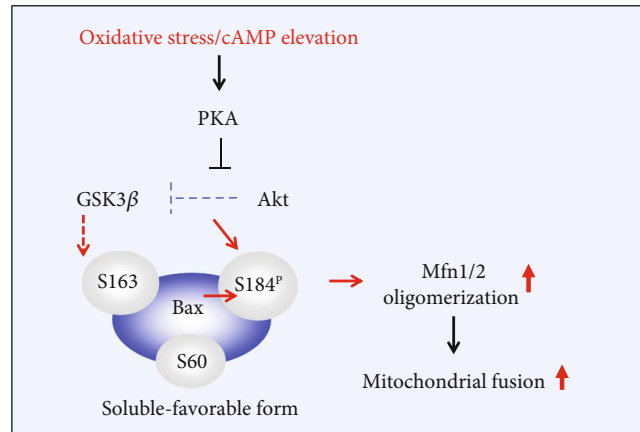 Oxidative stress/cAMP elevation
PKA
GSK3β
Akt
S163
S184ᴾ
Bax
S60
Soluble-favorable form
Mfn1/2
oligomerization
Mitochondrial fusion